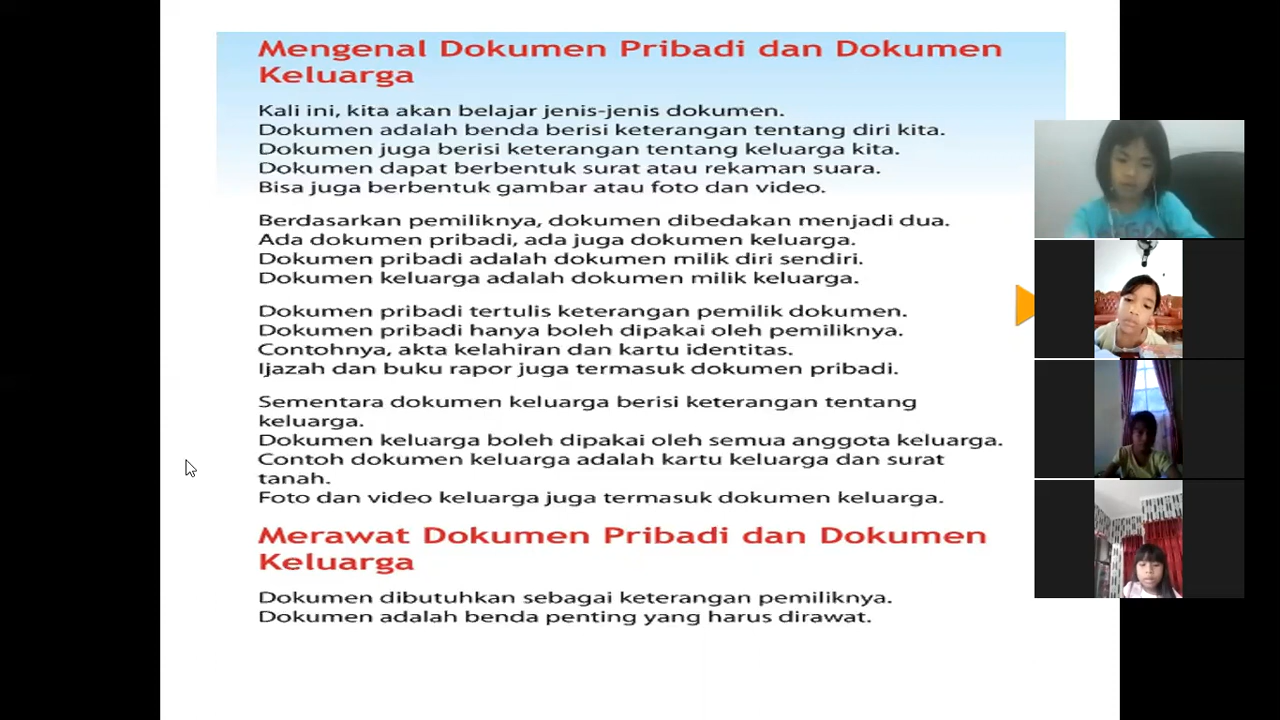 Mengenal Dokumen Pribadi dan Dokumen
Keluarga
Kali ini, kita akan belajar jenis-jenis dokumen.
Dokumen adalah benda berisi keterangan tentang diri kita.
Dokumen juga berisi keterangan tentang keluarga kita.
Dokumen dapat berbentuk surat atau rekaman suara.
Bisa juga berbentuk gambar atau foto dan video.
Berdasarkan pemiliknya, dokumen dibedakan menjadi dua.
Ada dokumen pribadi, ada juga dokumen keluarga.
Dokumen pribadi adalah dokumen milik diri sendiri.
Dokumen keluarga adalah dokumen milik keluarga.
Dokumen pribadi tertulis keterangan pemilik dokumen.
Dokumen pribadi hanya boleh dipakai oleh pemiliknya.
Contohnya, akta kelahiran dan kartu identitas.
Ijazah dan buku rapor juga termasuk dokumen pribadi.
Sementara dokumen keluarga berisi keterangan tentang
keluarga.
Dokumen keluarga boleh dipakai oleh semua anggota keluarga.
Contoh dokumen keluarga adalah kartu keluarga dan surat
tanah.
Foto dan video keluarga juga termasuk dokumen keluarga.
Merawat Dokumen Pribadi dan Dokumen
Keluarga
Dokumen dibutuhkan sebagai keterangan pemiliknya.
Dokumen adalah benda penting yang harus dirawat.